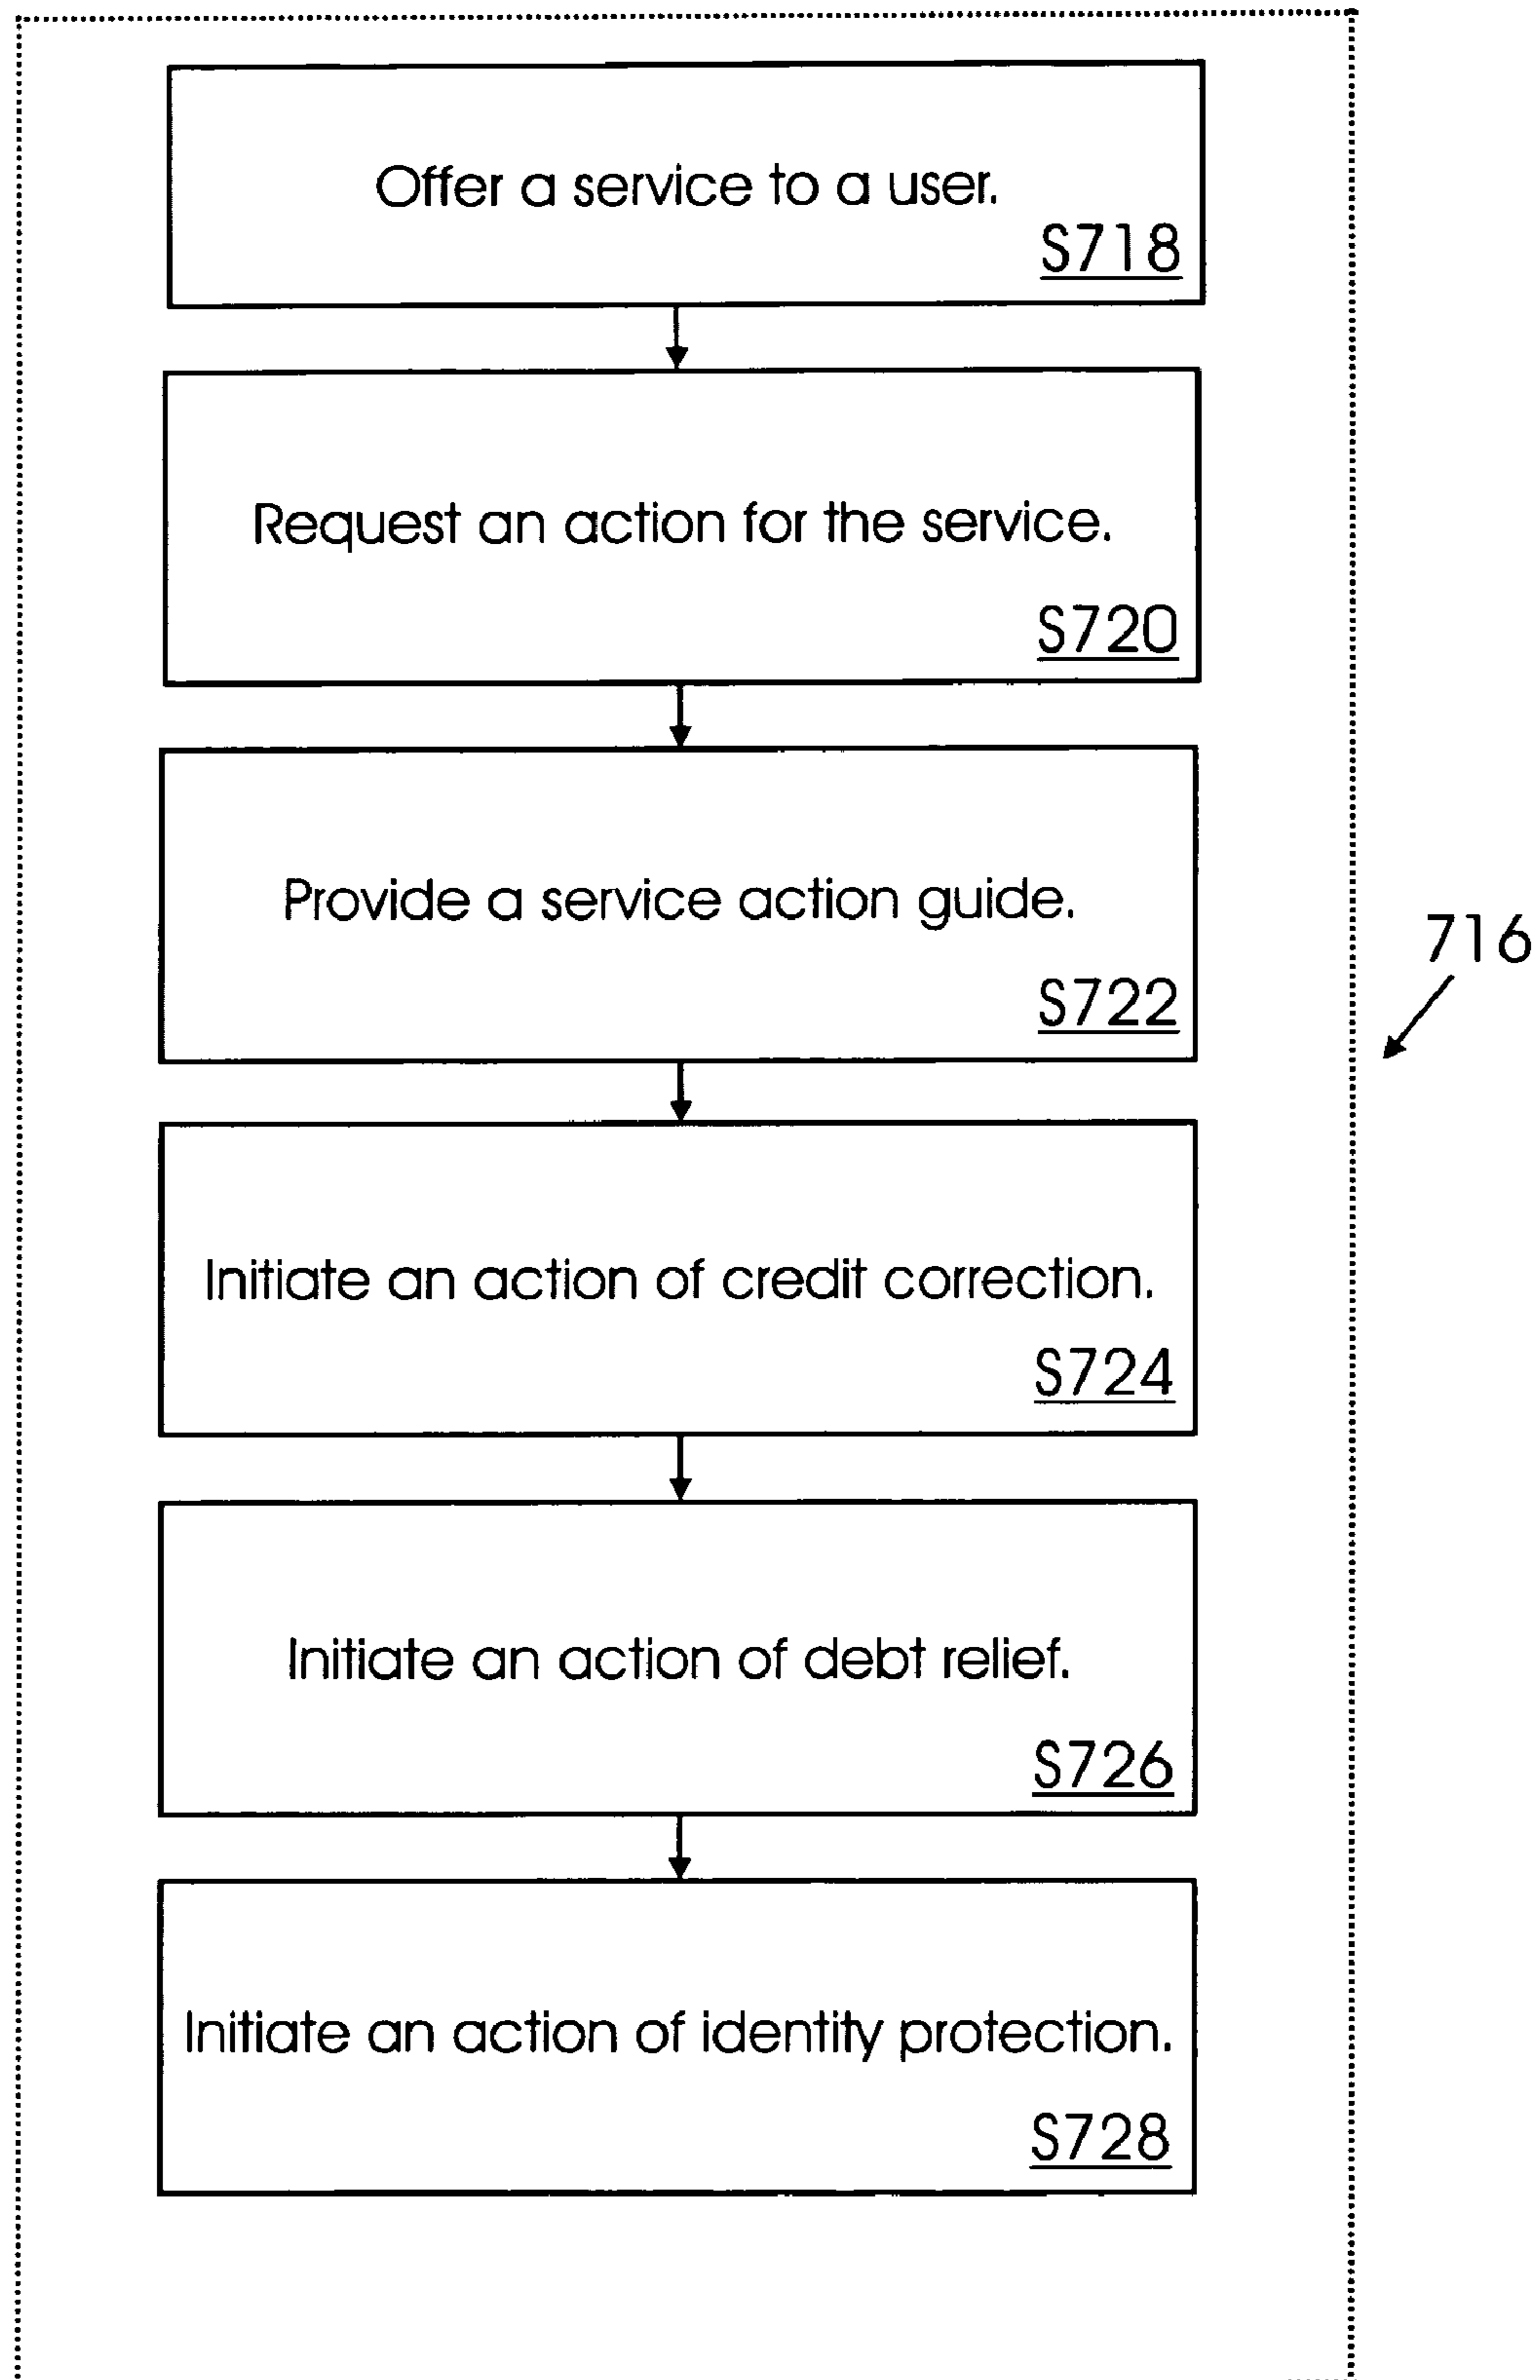 Offer a service to a user.
S718
Request an action for the service.
S720
Provide a service action guide.
S722
716
Initiate an action of credit correction.
S724
Initiate an action of debt relief.
S726
Initiate an action of identity protection.
S728